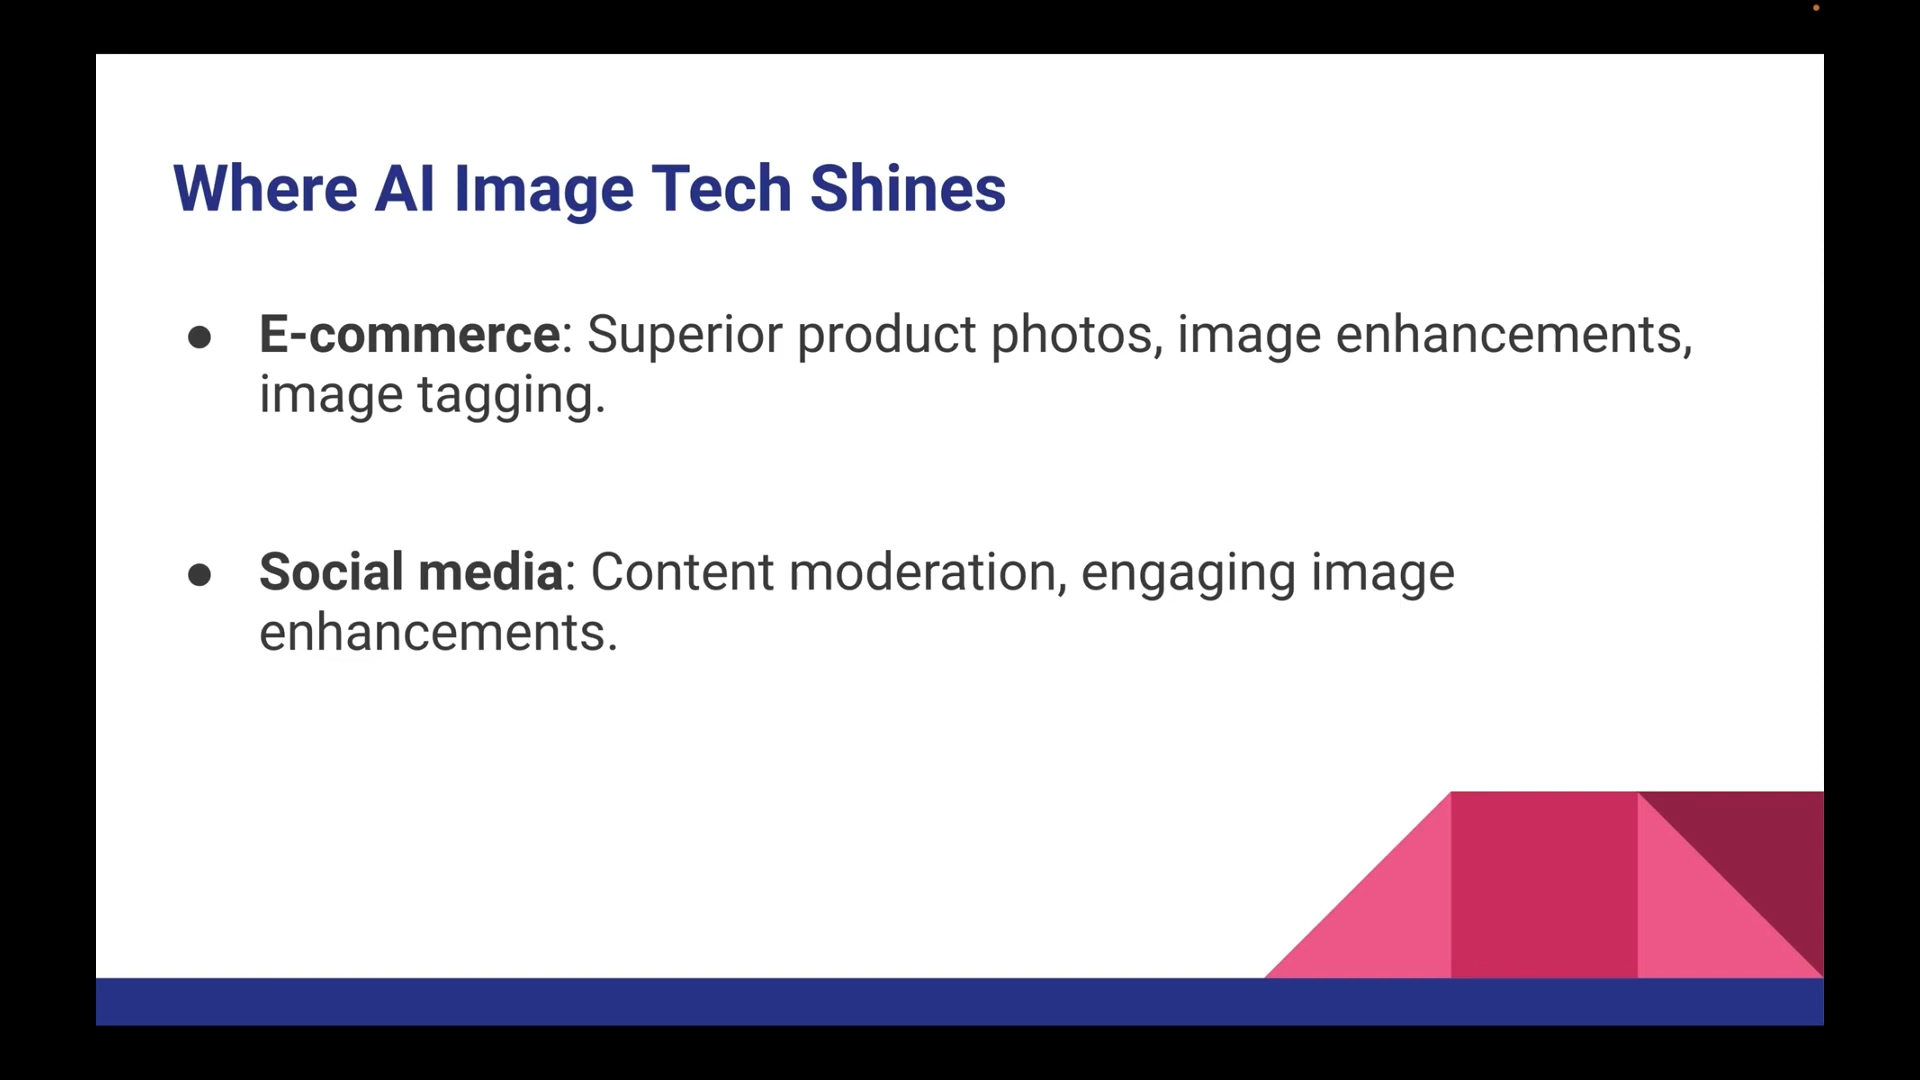 Where AI Image Tech Shines
● E-commerce: Superior product photos, image enhancements,
image tagging.
● Social media: Content moderation, engaging image
enhancements.